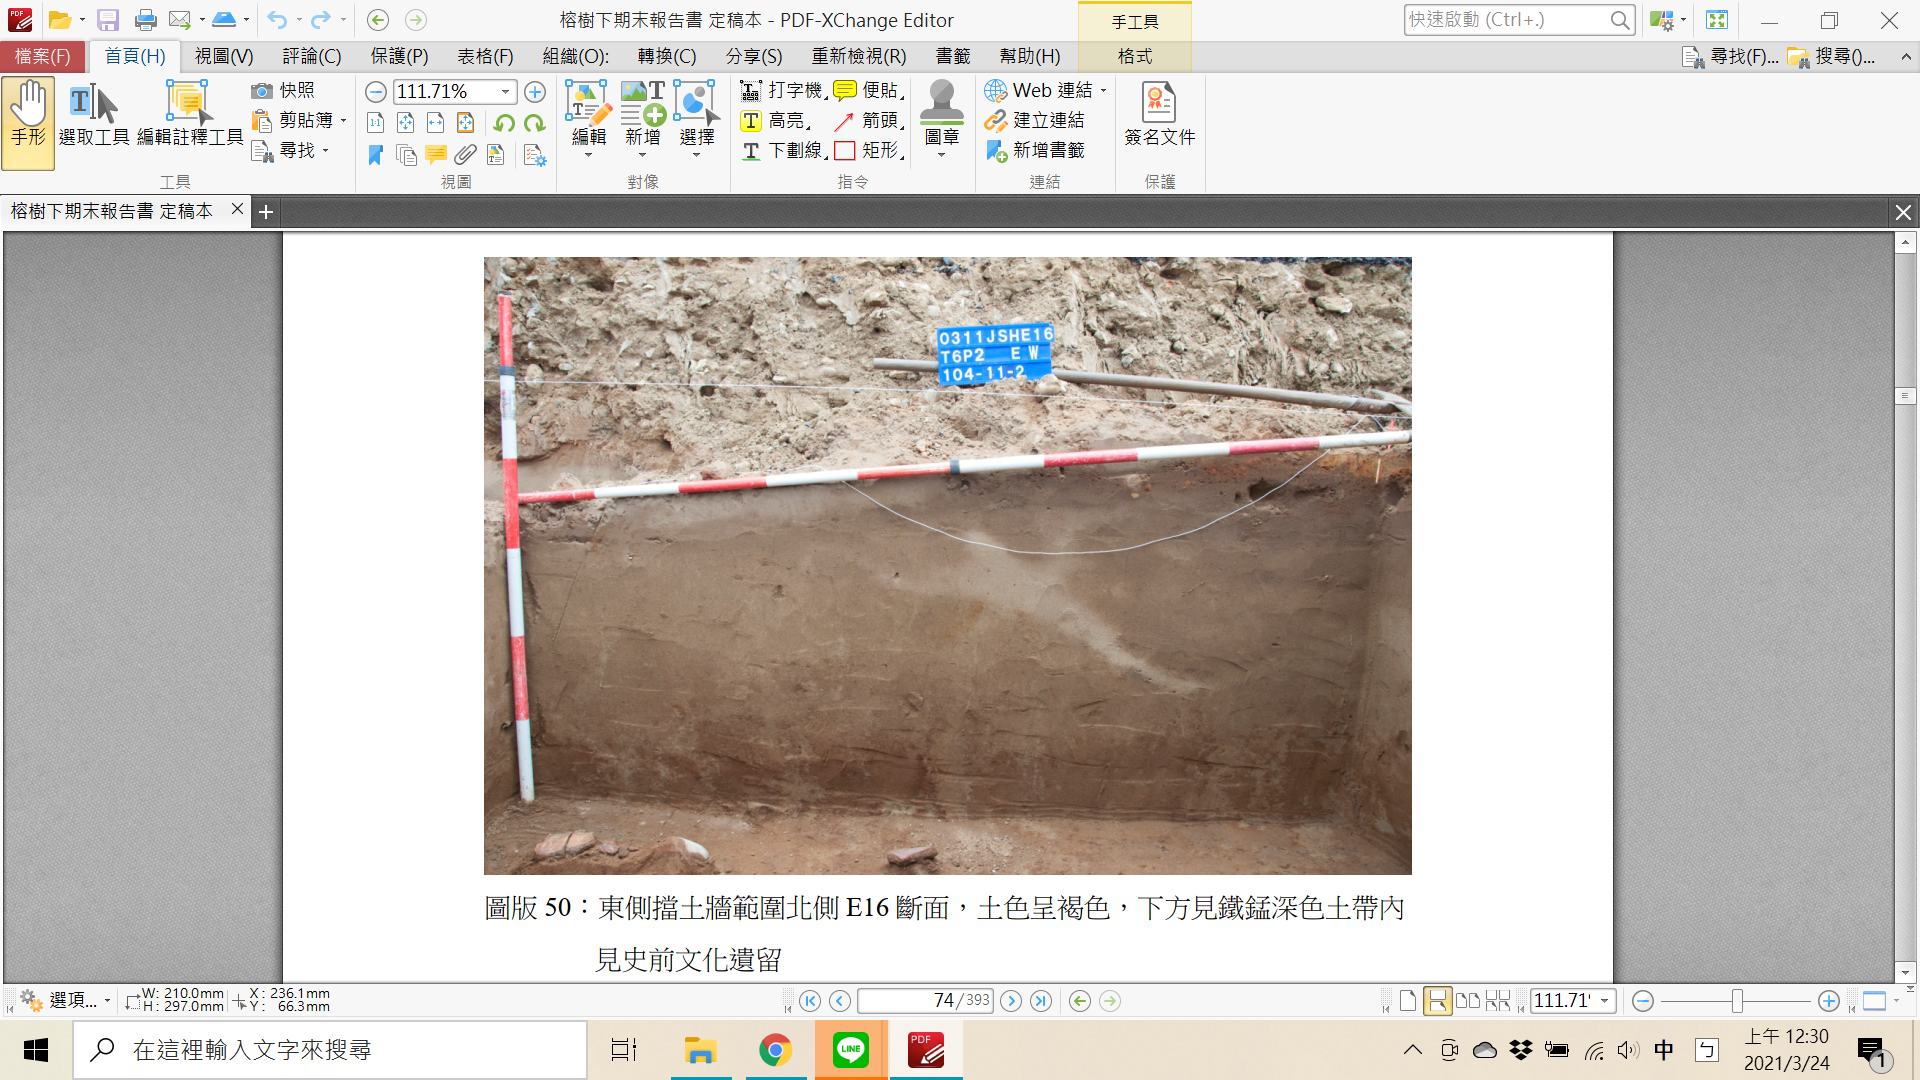 榕樹下期末報告書 定稿本 - PDF-XChange Editor
手工具
快速啟動 (Ctrl+.)
檔案(F)
首頁(H)
視圖(V)
評論(C)
保護(P)
表格(F)
組織(O):
轉換(C)
分享(S)
重新檢視(R)
書籤
幫助(H)
格式
尋找(F)...
搜尋()...
手形
選取工具
編輯註釋工具
快照
剪貼簿
尋找
工具
111.71%
視圖
編輯
新增
選擇
對像
打字機
高亮
下劃線
便貼
箭頭
矩形
圖章
指令
Web 連結
建立連結
新增書籤
連結
簽名文件
保護
榕樹下期末報告書 定稿本
0311JSHE16
T6P2 E W
104-11-2
圖版 50：東側擋土牆範圍北側 E16 斷面，土色呈褐色，下方見鐵錳深色土帶內
見史前文化遺留
選項...
W: 210.0mm
H: 297.0mm
X: 236.1mm
Y: 66.3mm
74 / 393
111.71
在這裡輸入文字來搜尋
LINE
PDF
中
ㄅ
上午 12:30
2021/3/24
1